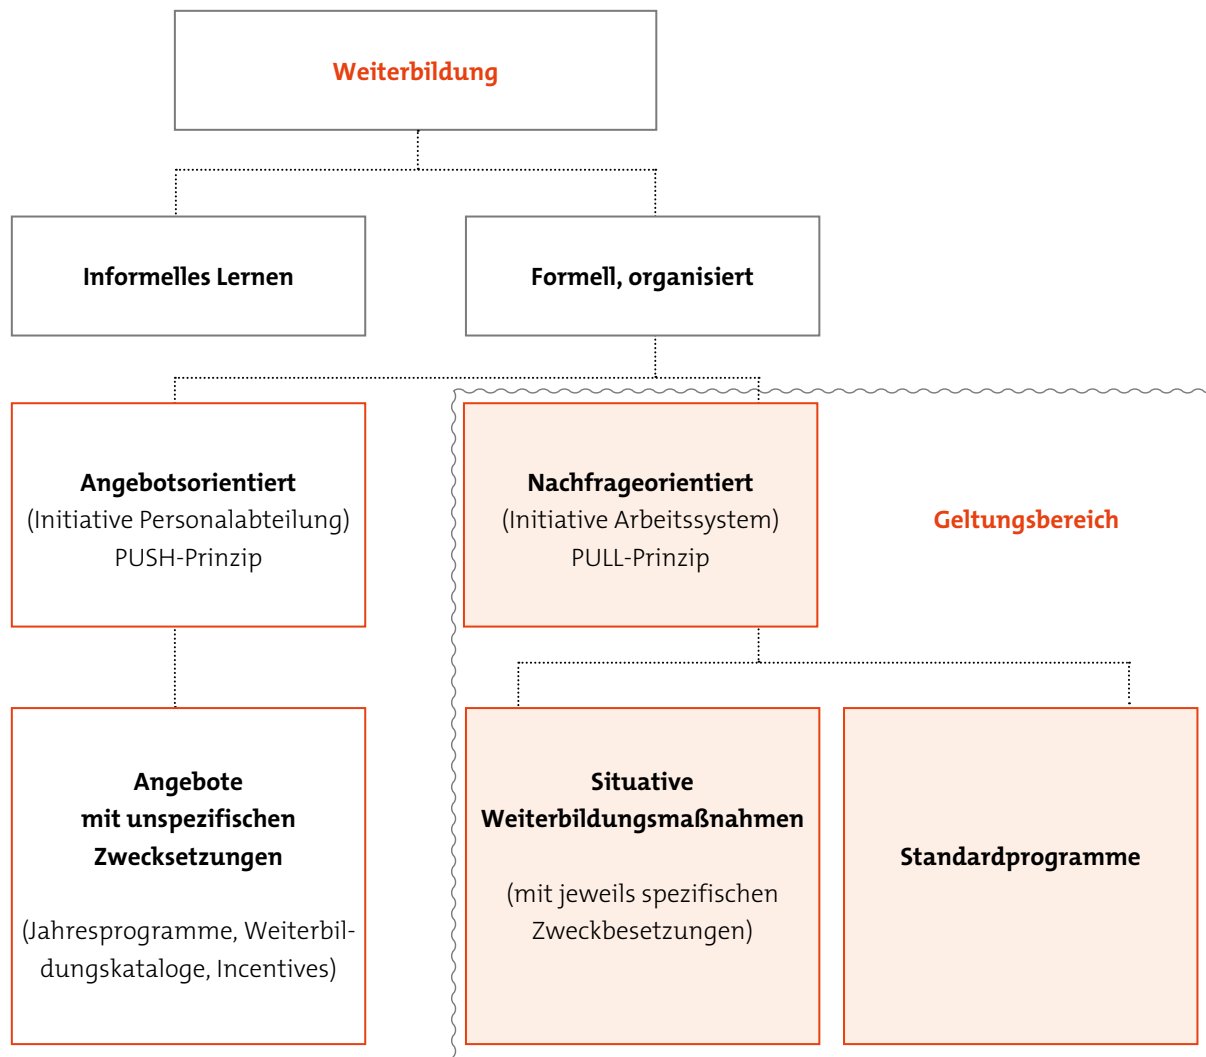 Weiterbildung
Informelles Lernen
Formell, organisiert
Angebotsorientiert
(Initiative Personalabteilung)
PUSH-Prinzip
Nachfrageorientiert
(Initiative Arbeitssystem)
PULL-Prinzip
Geltungsbereich
Angebote
mit unspezifischen
Zwecksetzungen
(Jahresprogramme, Weiterbil-
dungskataloge, Incentives)
Situative
Weiterbildungsmaßnahmen
(mit jeweils spezifischen
Zweckbesetzungen)
Standardprogramme